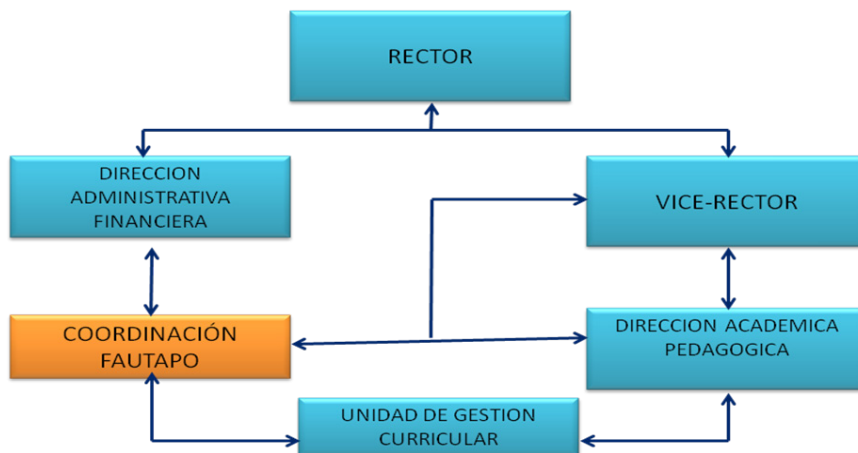 RECTOR
DIRECCION
ADMINISTRATIVA
FINANCIERA
VICE-RECTOR
COORDINACIÓN
FAUTAPO
DIRECCION ACADEMICA
PEDAGOGICA
UNIDAD DE GESTION
CURRICULAR